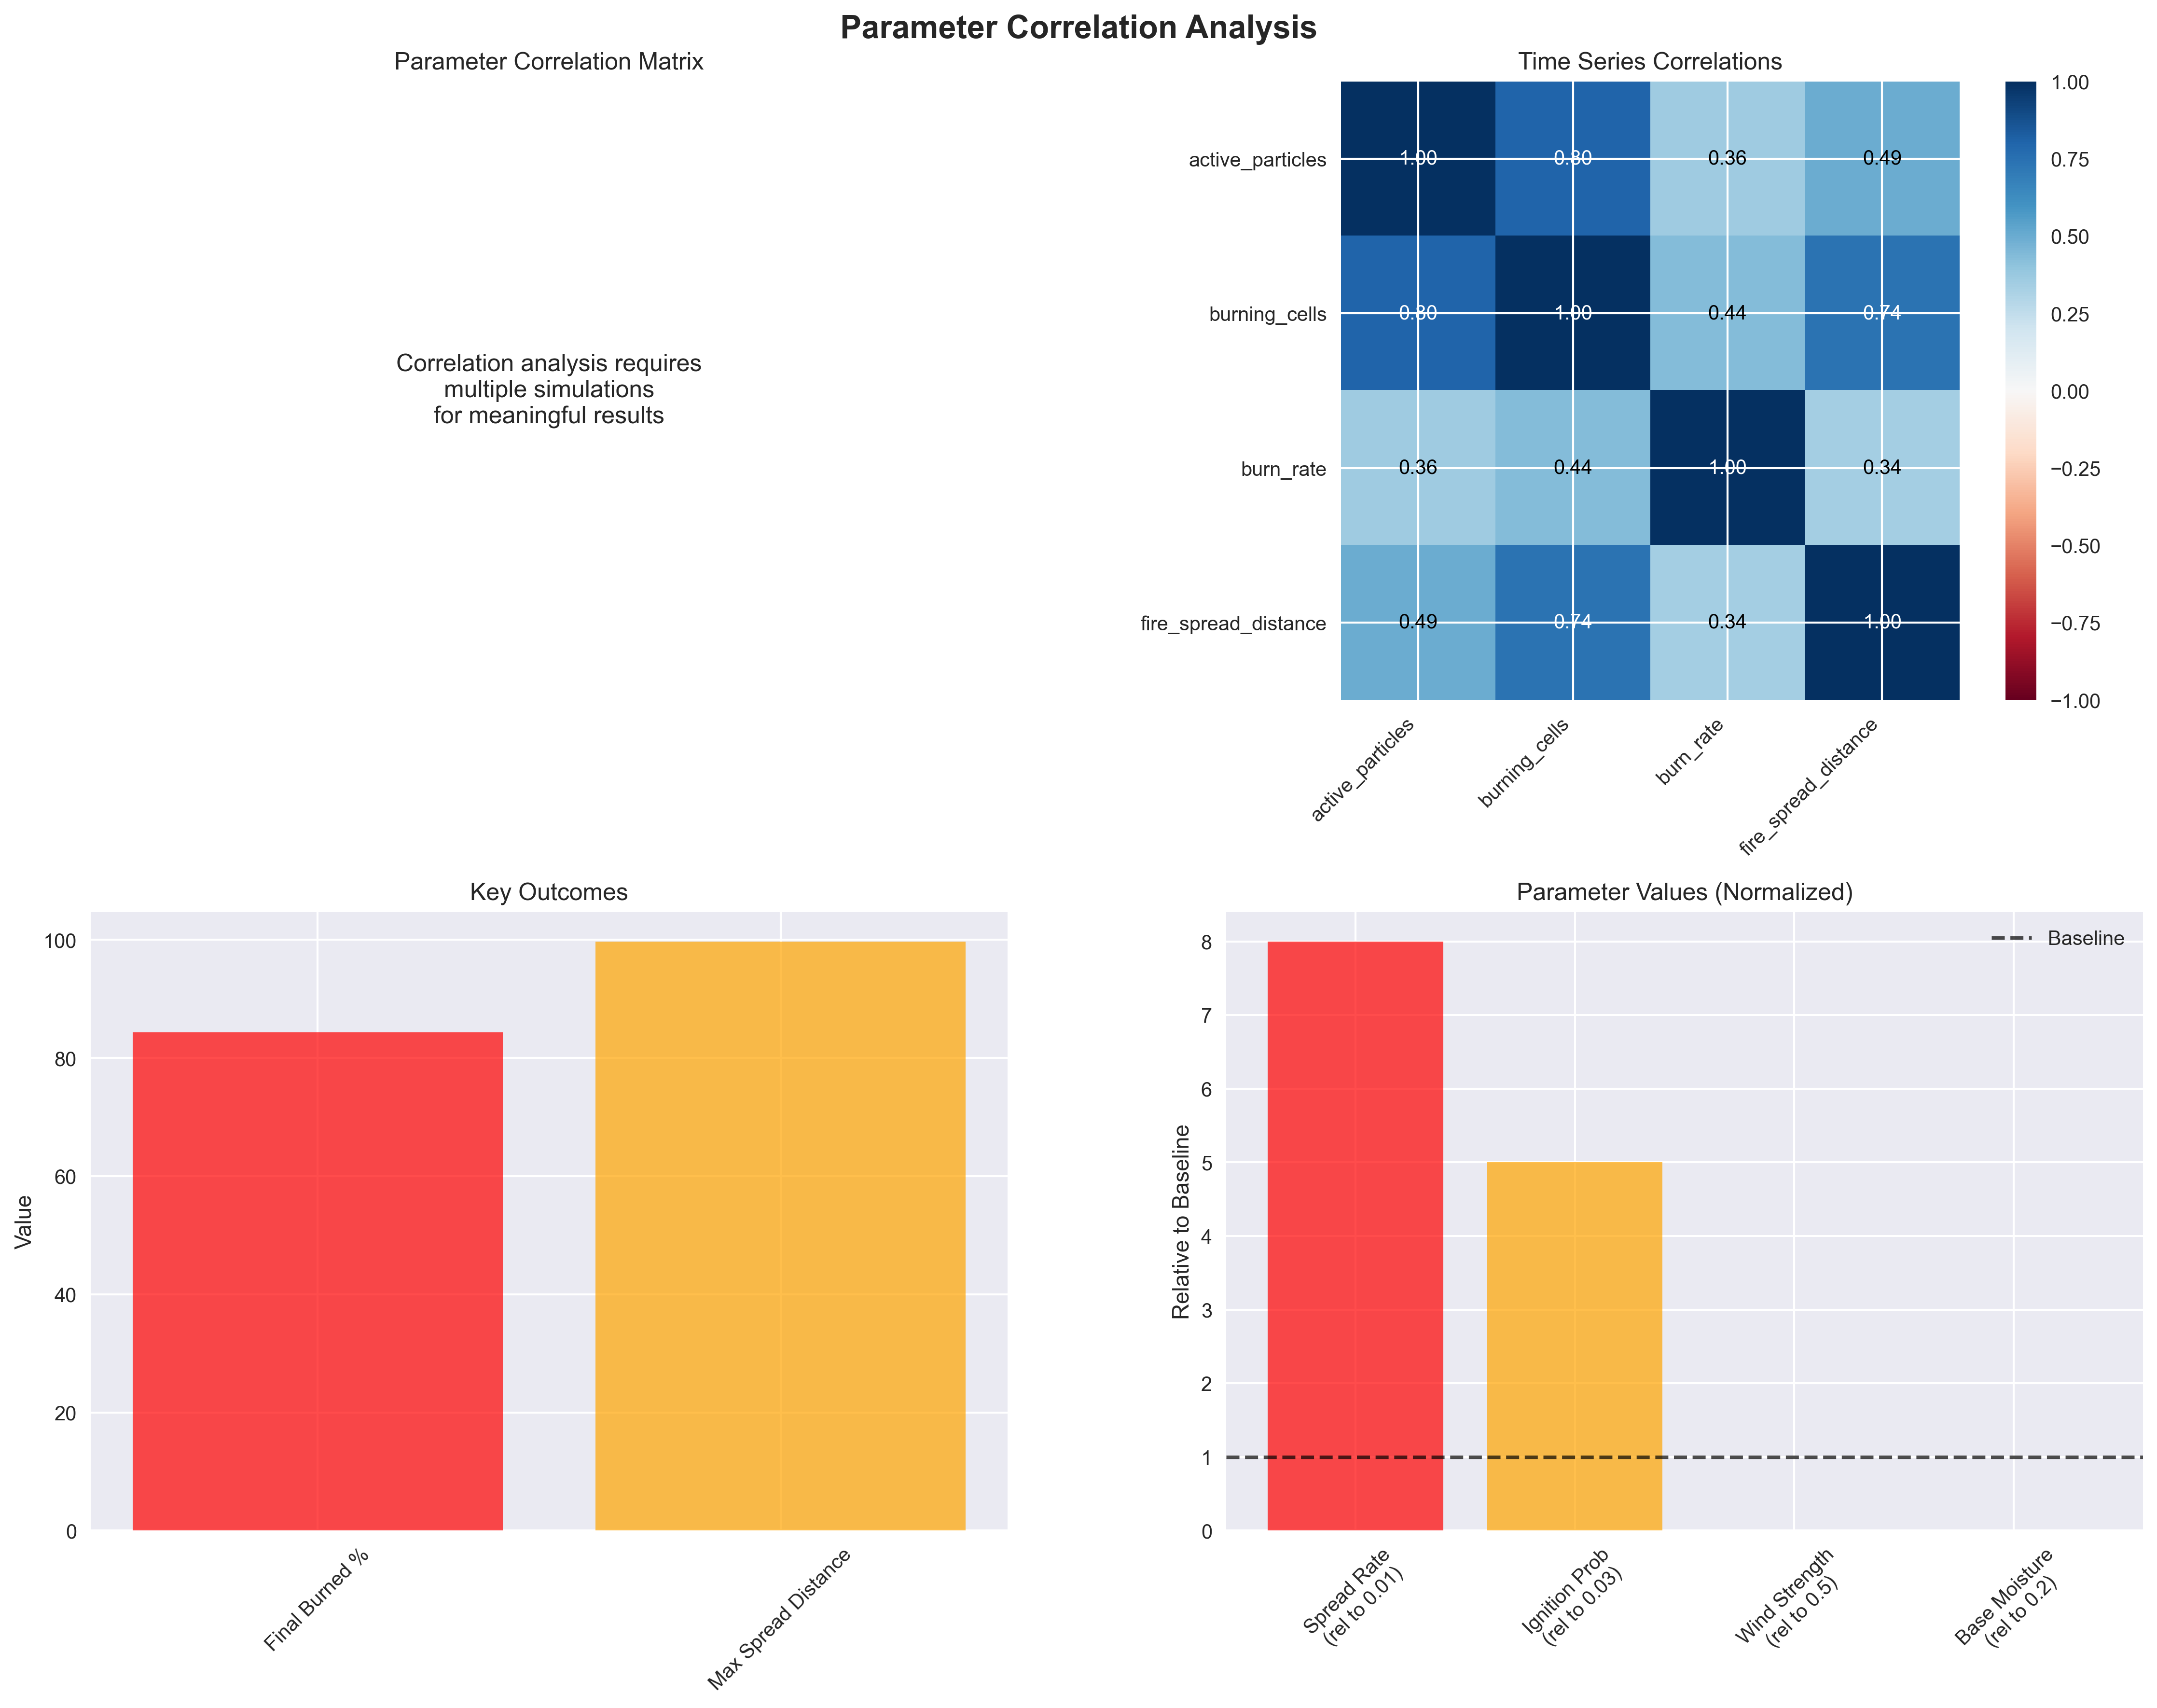 Parameter Correlation Analysis
Parameter Correlation Matrix
Correlation analysis requires
multiple simulations
for meaningful results
Time Series Correlations
active_particles
burning_cells
burn_rate
fire_spread_distance
1.00 0.80 0.36 0.49
0.80 1.00 0.44 0.74
0.36 0.44 1.00 0.34
0.49 0.74 0.34 1.00
active_particles
burning_cells
burn_rate
fire_spread_distance
1.00
0.75
0.50
0.25
0.00
−0.25
−0.50
−0.75
−1.00
Key Outcomes
Value
100
80
60
40
20
0
Final Burned %
Max Spread Distance
Parameter Values (Normalized)
Relative to Baseline
8
7
6
5
4
3
2
1
0
Baseline
Spread Rate
(rel to 0.01)
Ignition Prob
(rel to 0.03)
Wind Strength
(rel to 0.5)
Base Moisture
(rel to 0.2)